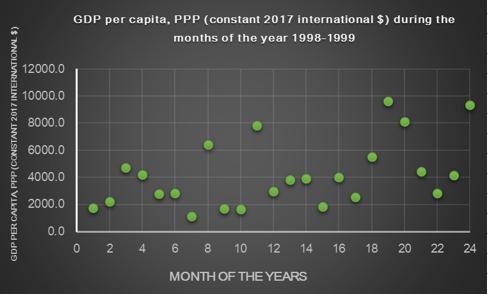 GDP per capita, PPP (constant 2017 international $) during the
months of the year 1998-1999
GDP PER CAPITA, PPP (CONSTANT 2017 INTERNATIONAL $)
12000.0
10000.0
8000.0
6000.0
4000.0
2000.0
0.0
0 2 4 6 8 10 12 14 16 18 20 22 24
MONTH OF THE YEARS